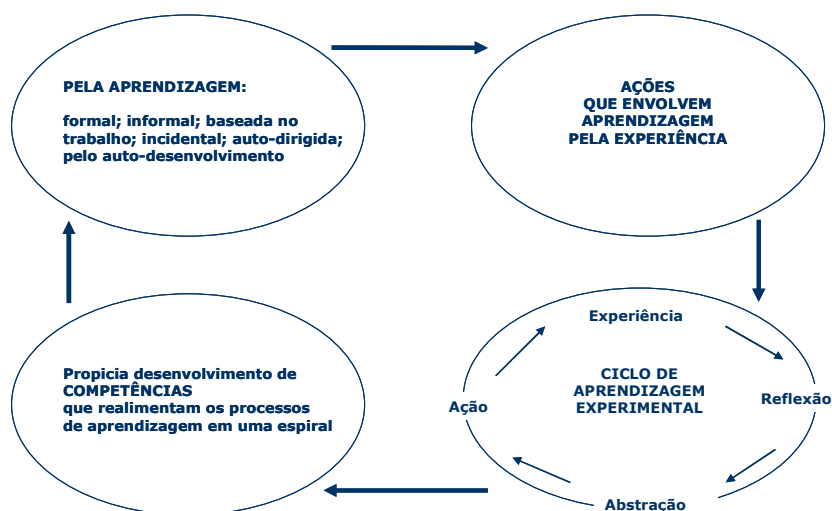 PELA APRENDIZAGEM:
formal; informal; baseada no
trabalho; incidental; auto-dirigida;
pelo auto-desenvolvimento
AÇÕES
QUE ENVOLVEM
APRENDIZAGEM
PELA EXPERIÊNCIA
Experiência
CICLO DE
APRENDIZAGEM
EXPERIMENTAL
Reflexão
Ação
Abstração
Propicia desenvolvimento de
COMPETÊNCIAS
que realimentam os processos
de aprendizagem em uma espiral